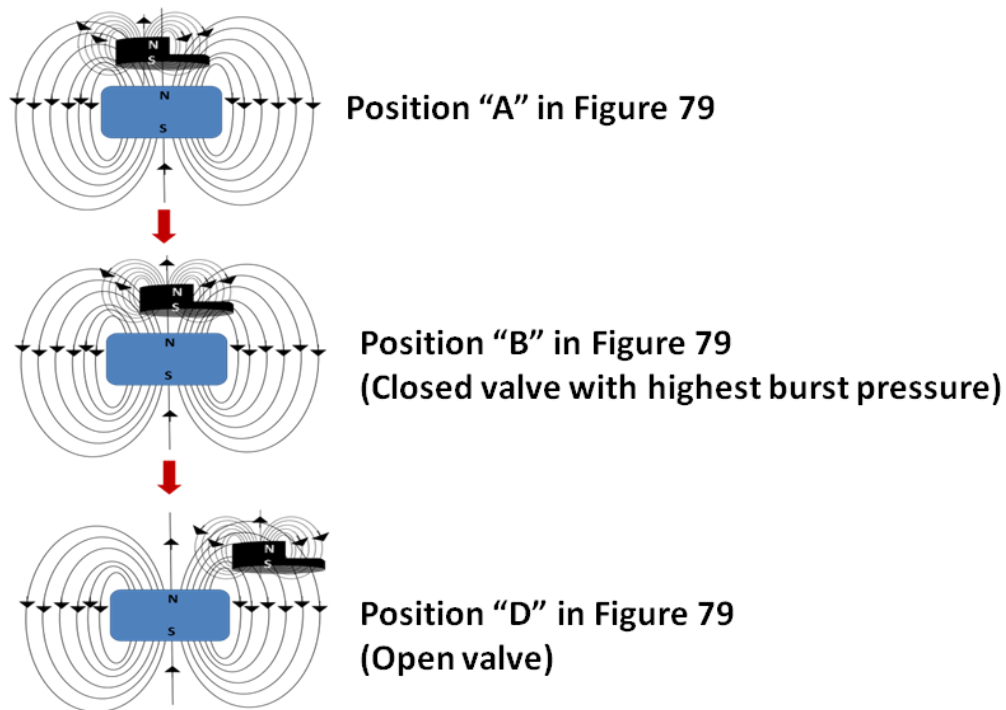 N
S
N
S
Position “A” in Figure 79
N
S
N
S
Position “B” in Figure 79
(Closed valve with highest burst pressure)
N
S
N
S
Position “D” in Figure 79
(Open valve)